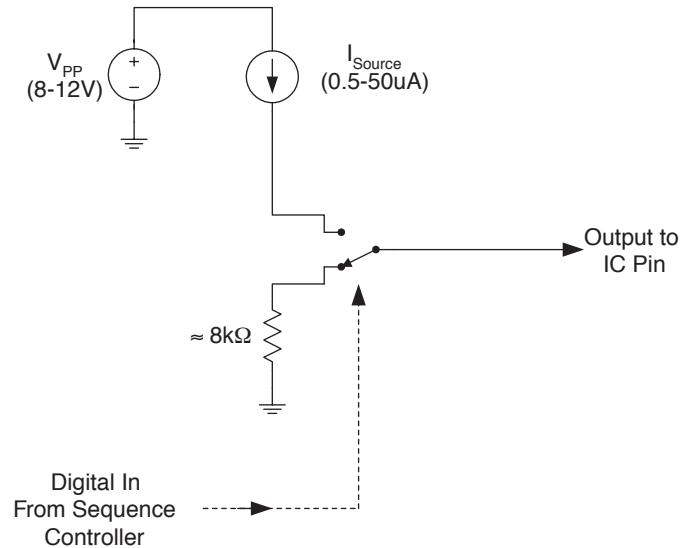 V_PP
(8-12V)
+
−
I_Source
(0.5-50uA)
Output to
IC Pin
≈ 8kΩ
Digital In
From Sequence
Controller